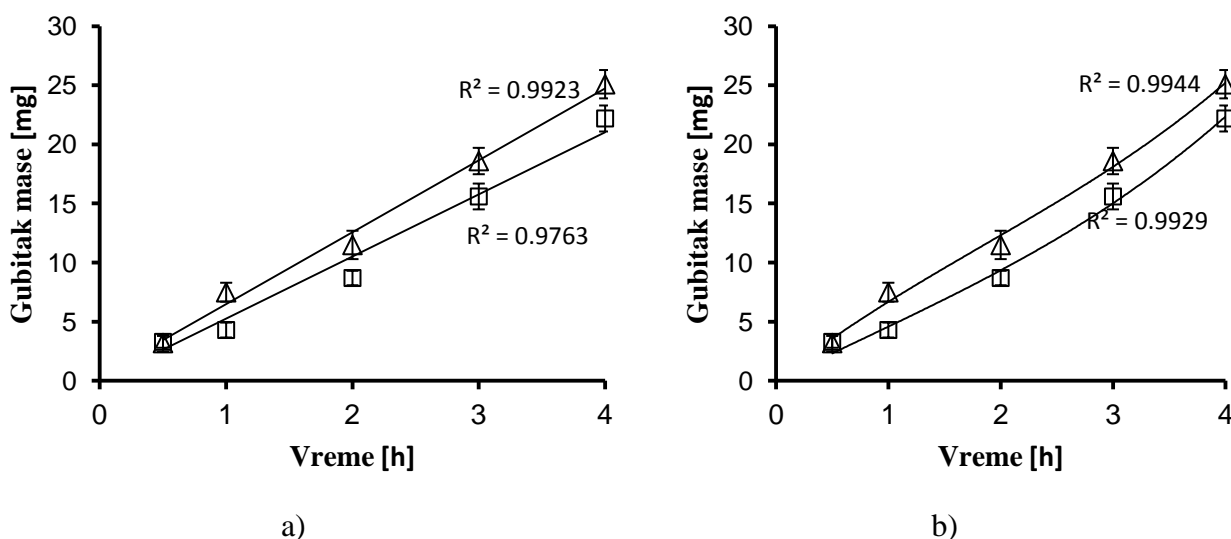 30
25
20
15
10
5
0
Gubitak mase [mg]
R² = 0.9923
R² = 0.9763
0 1 2 3 4
Vreme [h]
a)
30
25
20
15
10
5
0
Gubitak mase [mg]
R² = 0.9944
R² = 0.9929
0 1 2 3 4
Vreme [h]
b)